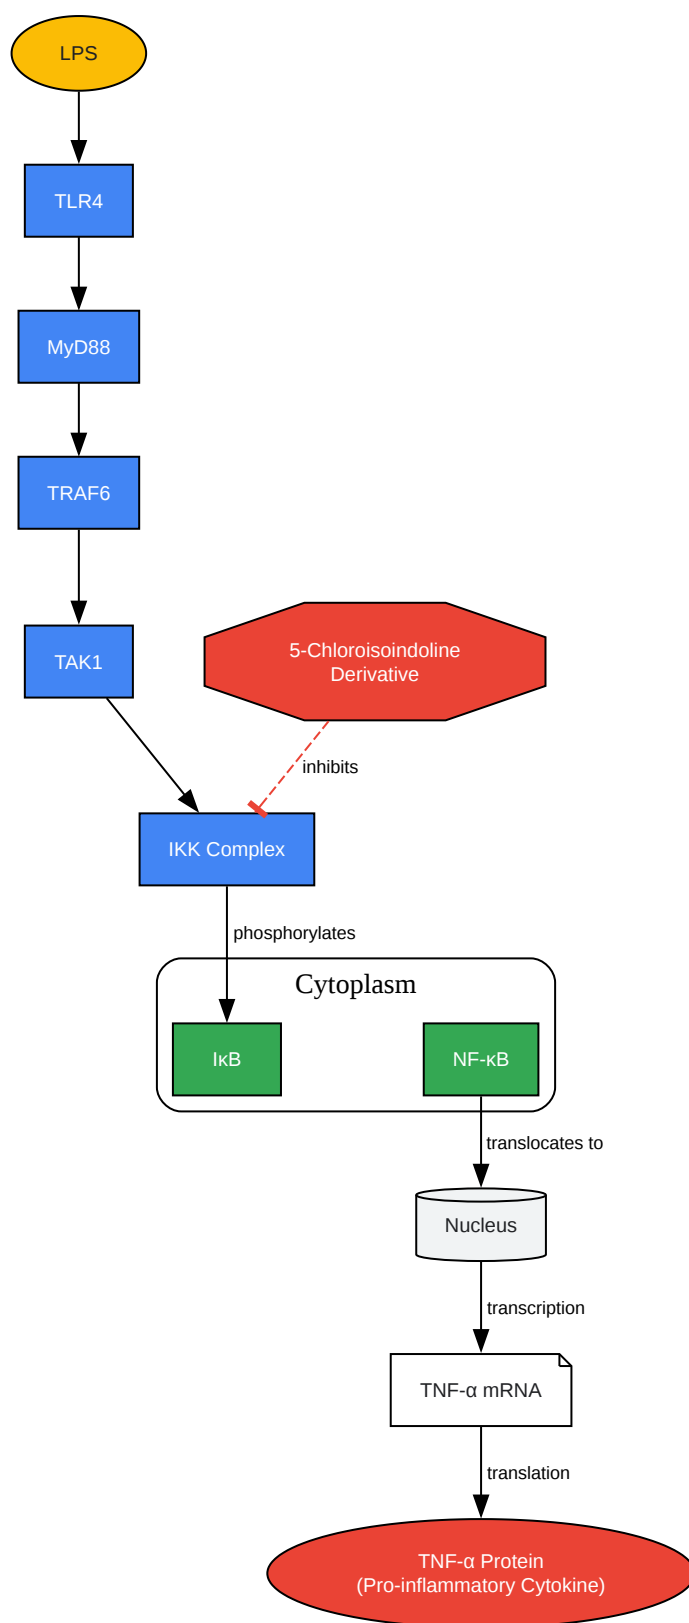 LPS
TLR4
MyD88
TRAF6
TAK1
5-Chloroisoindoline
Derivative
inhibits
IKK Complex
phosphorylates
Cytoplasm
IκB
NF-κB
translocates to
Nucleus
transcription
TNF-α mRNA
translation
TNF-α Protein
(Pro-inflammatory Cytokine)